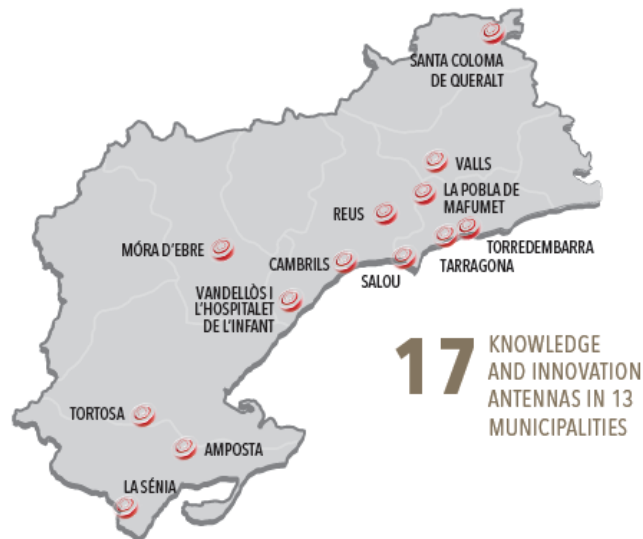 SANTA COLOMA
DE QUERALT
VALLS
LA POBLA DE
MAFUMET
REUS
MÓRA D'EBRE
CAMBRILS
TORREDEMBARRA
SALOU
TARRAGONA
VANDELLÒS I
L'HOSPITALET
DE L'INFANT
17 KNOWLEDGE
AND INNOVATION
ANTENNAS IN 13
MUNICIPALITIES
TORTOSA
AMPOSTA
LA SÉNIA